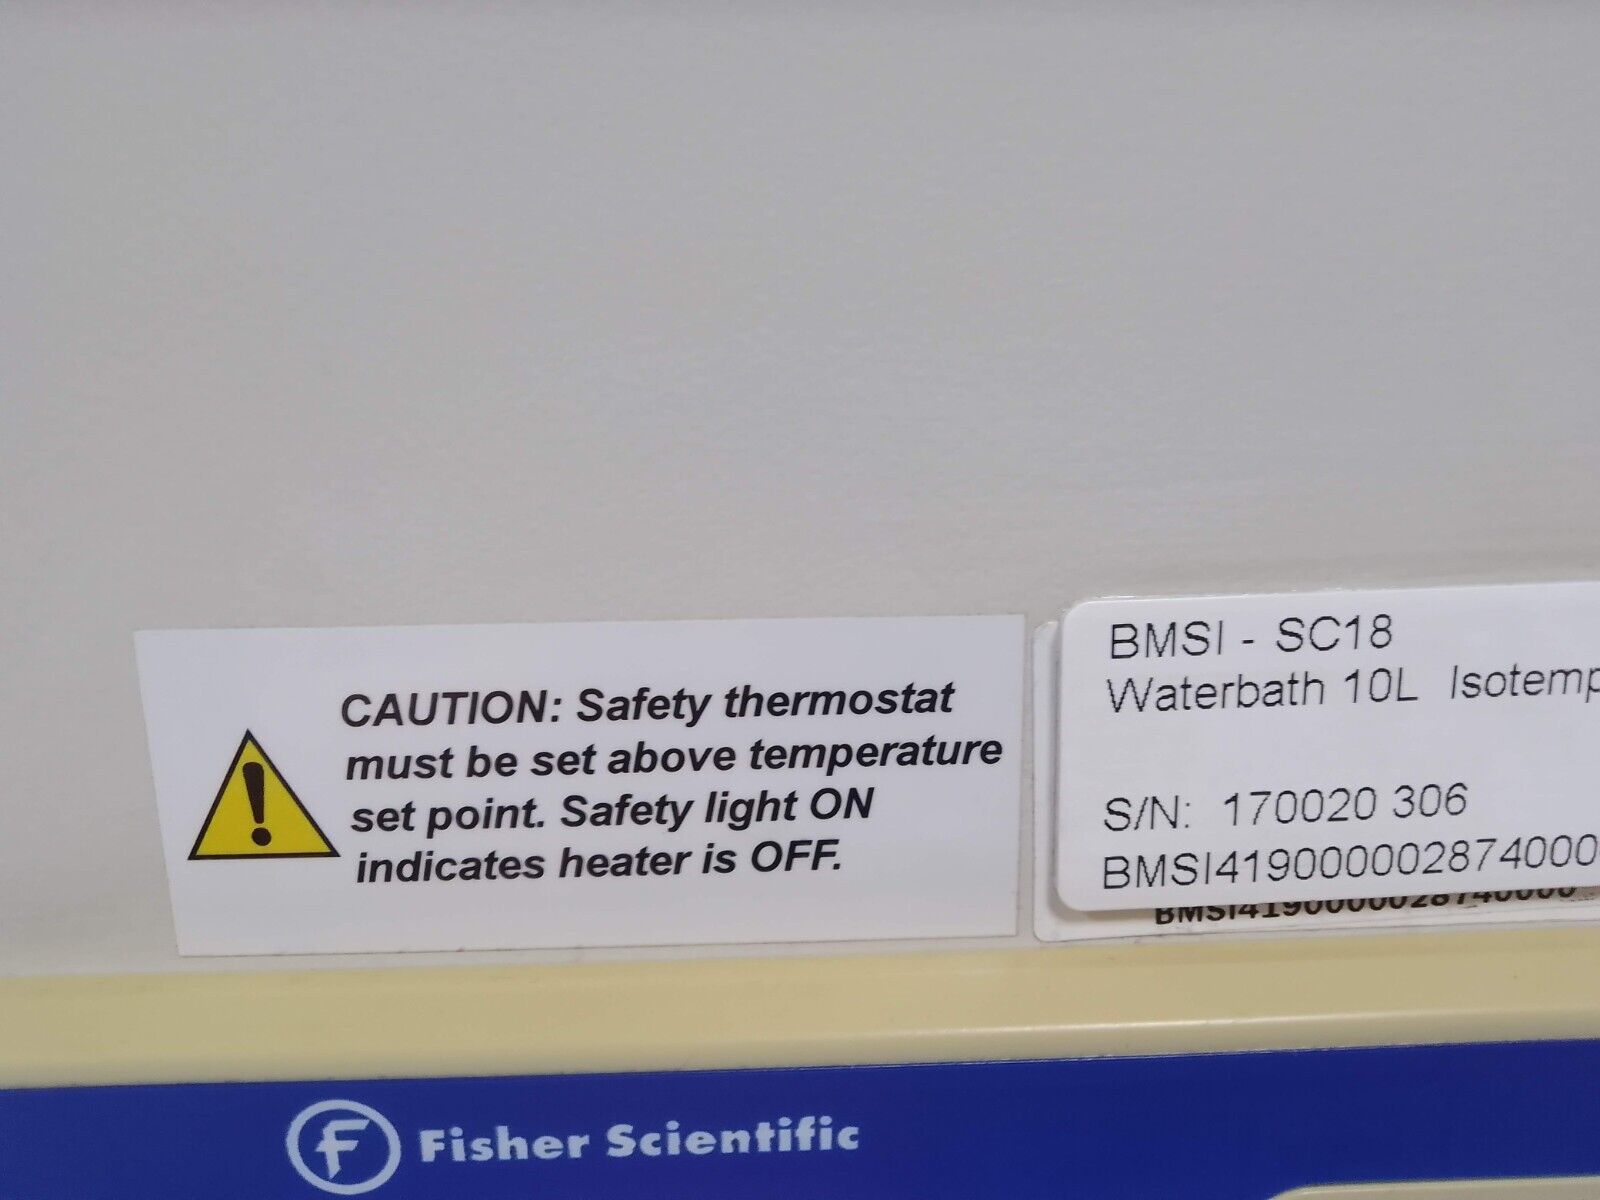 CAUTION: Safety thermostat
must be set above temperature
set point. Safety light ON
indicates heater is OFF.
BMSI - SC18
Waterbath 10L Isotemp
S/N: 170020 306
BMSI4190000002874000
Fisher Scientific